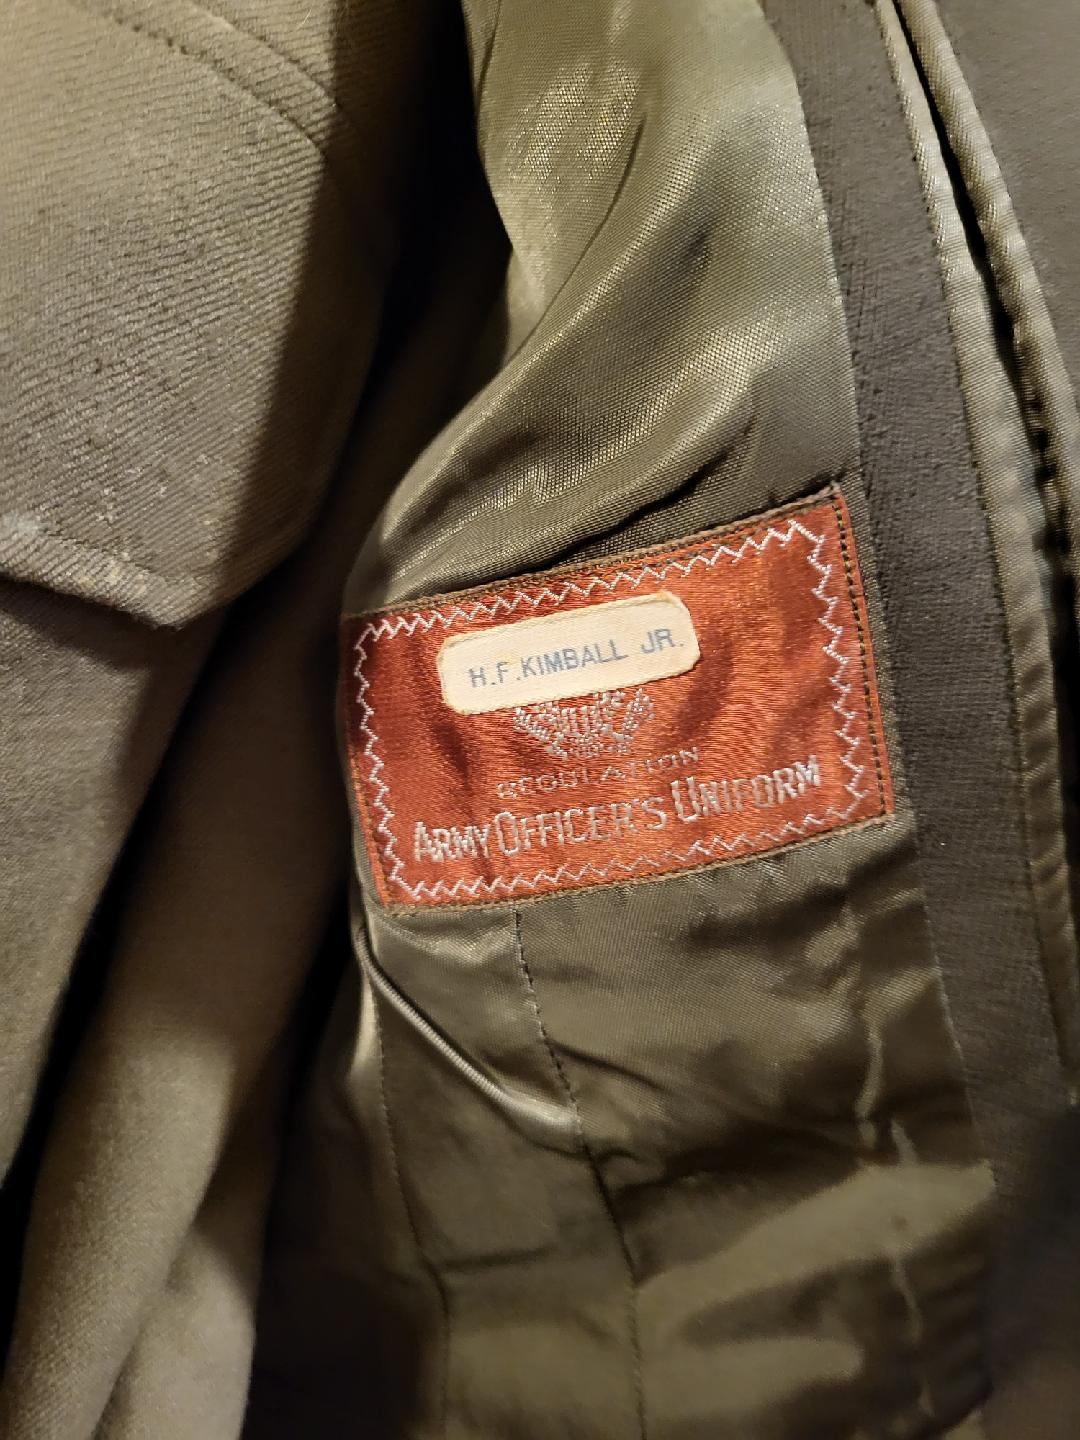 H.F.KIMBALL JR.
REGULATION
ARMY OFFICER'S UNIFORM